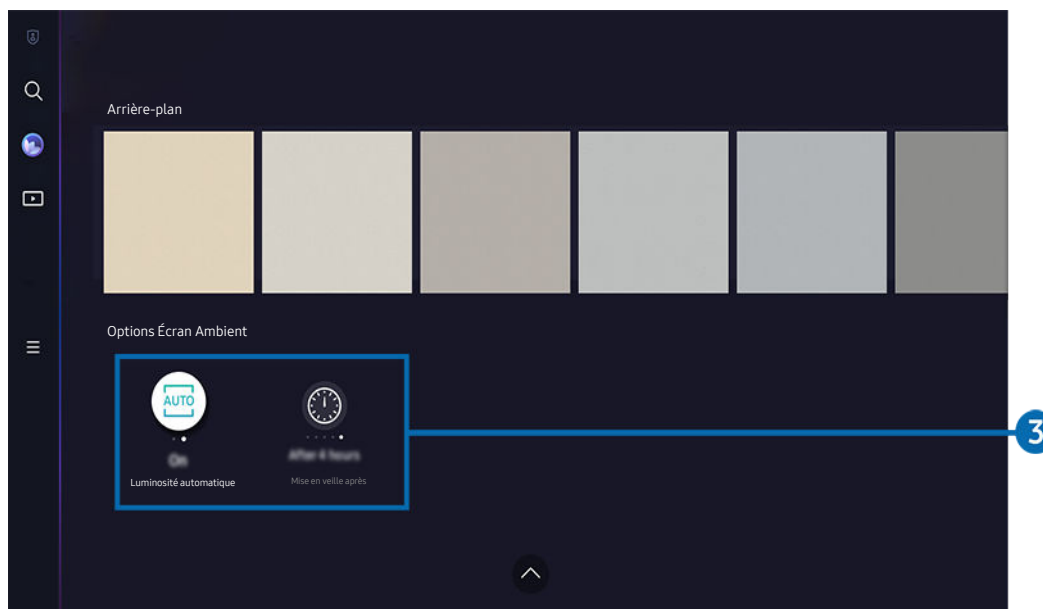 Arrière-plan
Options Écran Ambient
AUTO
On
After 4 hours
Luminosité automatique
Mise en veille après
3